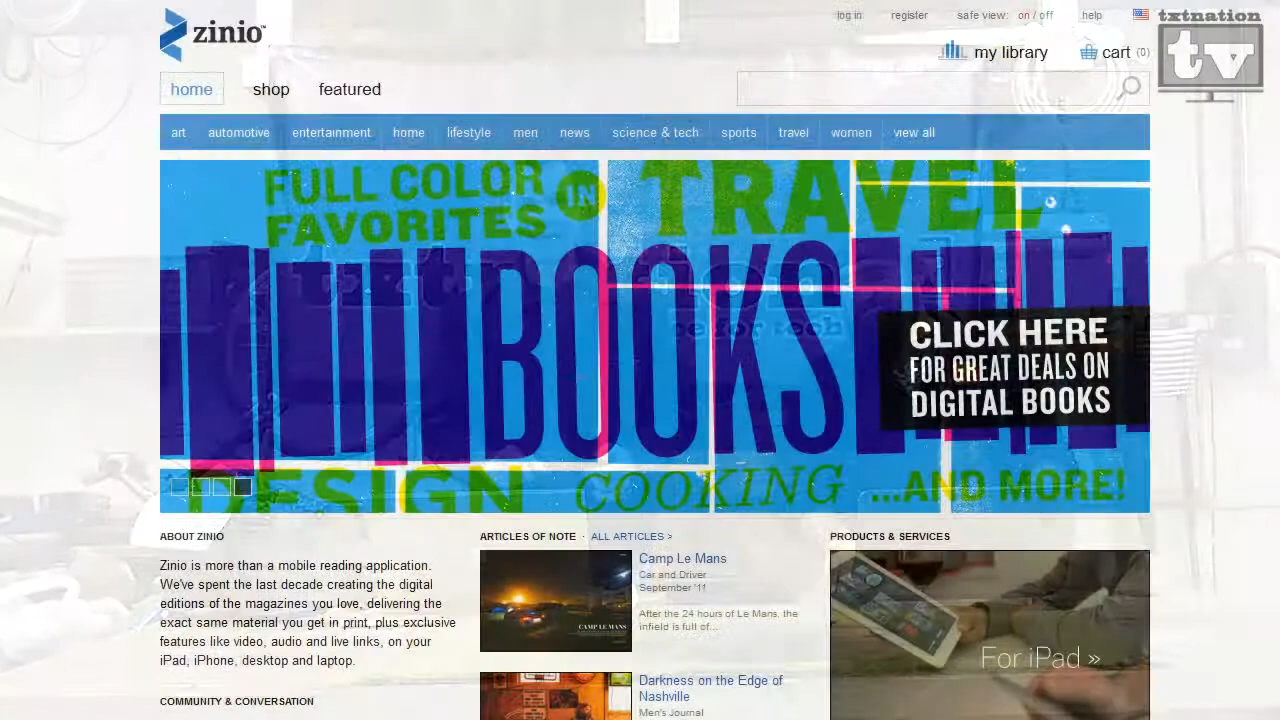 zinio™
log in register safe view: on / off help
txtnation
tv
my library cart (0)
home shop featured
art automotive entertainment home lifestyle men news science & tech sports travel women view all
FULL COLOR
FAVORITES
IN
TRAVEL
BOOKS
CLICK HERE
FOR GREAT DEALS ON
DIGITAL BOOKS
DESIGN
COOKING
...AND MORE!
ABOUT ZINIO
Zinio is more than a mobile reading application.
We've spent the last decade creating the digital
editions of the magazines you love, delivering the
exact same material you get in print, plus exclusive
features like video, audio and live links, on your
iPad, iPhone, desktop and laptop.
COMMUNITY & CONVERSATION
ARTICLES OF NOTE · ALL ARTICLES >
CAMP LE MANS
Camp Le Mans
Car and Driver
September '11
After the 24 hours of Le Mans, the
infield is full of...
Darkness on the Edge of
Nashville
Men's Journal
PRODUCTS & SERVICES
For iPad »